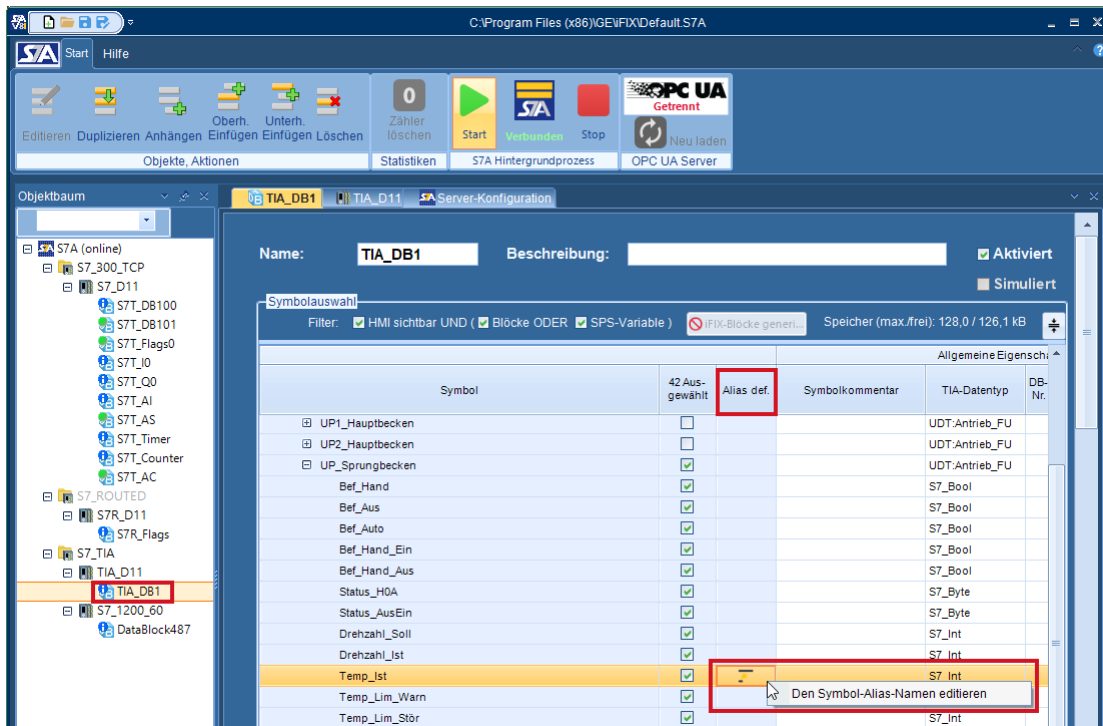 C:\Program Files (x86)\GE\iFIX\Default.S7A
S7A Start Hilfe
Oberh. Unterh.
Editieren Duplizieren Anhängen Einfügen Einfügen Löschen
0
Zähler
löschen
Start
S7A
Verbunden
Stop
OPC UA
Getrennt
Neu laden
Objekte, Aktionen
Statistiken
S7A Hintergrundprozess
OPC UA Server
Objektbaum
S7A (online)
S7_300_TCP
S7_D11
S7T_DB100
S7T_DB101
S7T_Flags0
S7T_I0
S7T_Q0
S7T_AI
S7T_AS
S7T_Timer
S7T_Counter
S7T_AC
S7_ROUTED
S7R_D11
S7R_Flags
S7_TIA
TIA_D11
TIA_DB1
S7_1200_60
DataBlock487
TIA_DB1 TIA_D11 S7A Server-Konfiguration
Name: TIA_DB1 Beschreibung: Aktiviert
Simuliert
Symbolauswahl
Filter: HMI sichtbar UND ( Blöcke ODER SPS-Variable ) iFIX-Blöcke generi... Speicher (max./frei): 128,0 / 126,1 kB
Allgemeine Eigensch
Symbol
42 Aus-
gewählt
Alias def.
Symbolkommentar
TIA-Datentyp
DB-
Nr.
UP1_Hauptbecken UDT:Antrieb_FU
UP2_Hauptbecken UDT:Antrieb_FU
UP_Sprungbecken UDT:Antrieb_FU
Bef_Hand S7_Bool
Bef_Aus S7_Bool
Bef_Auto S7_Bool
Bef_Hand_Ein S7_Bool
Bef_Hand_Aus S7_Bool
Status_H0A S7_Byte
Status_AusEin S7_Byte
Drehzahl_Soll S7_Int
Drehzahl_Ist S7_Int
Temp_Ist S7_Int
Temp_Lim_Warn
Den Symbol-Alias-Namen editieren
Temp_Lim_Stör S7_Int